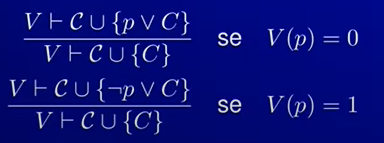 V ⊢ 𝒞 ∪ {p ∨ C}
V ⊢ 𝒞 ∪ {C} se V(p) = 0
V ⊢ 𝒞 ∪ {¬p ∨ C}
V ⊢ 𝒞 ∪ {C} se V(p) = 1